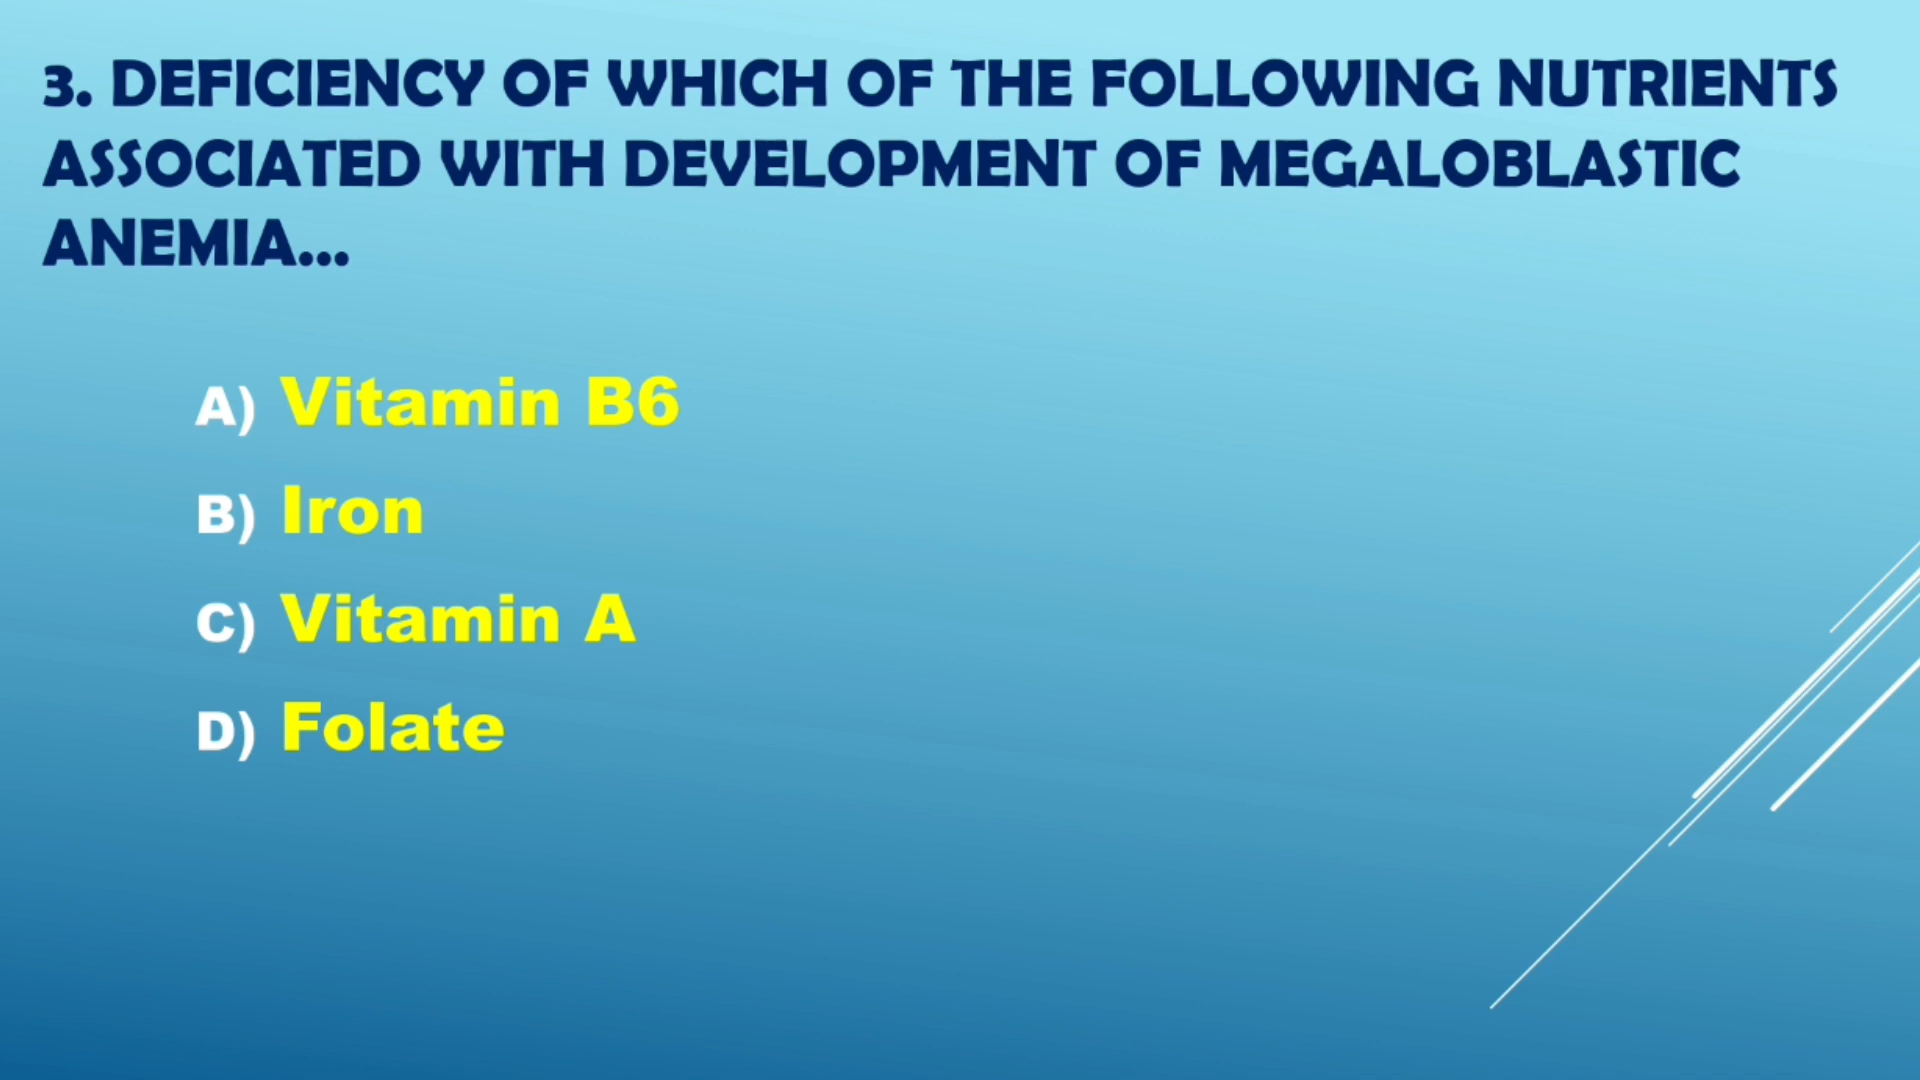 3. DEFICIENCY OF WHICH OF THE FOLLOWING NUTRIENTS
ASSOCIATED WITH DEVELOPMENT OF MEGALOBLASTIC
ANEMIA...
A) Vitamin B6
B) Iron
C) Vitamin A
D) Folate